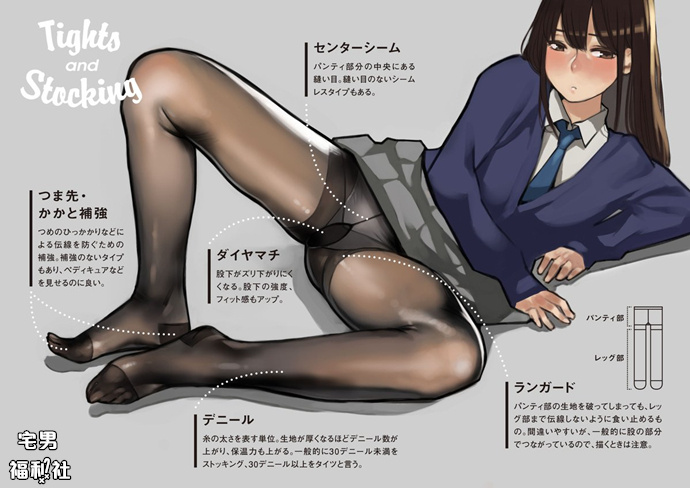 Tights
and
Stocking
センターシーム
パンティ部分の中央にある
縫い目。縫い目のないシーム
レスタイプもある。
つま先・
かかと補強
つめのひっかかりなどに
よる伝線を防ぐための
補強。補強のないタイプ
もあり、ペディキュアなど
を見せるのに良い。
ダイヤマチ
股下がズリ下がりにく
くなる。股下の強度、
フィット感もアップ。
パンティ部
レッグ部
ランガード
パンティ部の生地を破ってしまっても、レッ
グ部まで伝線しないように食い止めるも
の。間違いやすいが、一般的に股の部分
でつながっているので、描くときは注意。
デニール
糸の太さを表す単位。生地が厚くなるほどデニール数が
上がり、保温力も上がる。一般的に30デニール未満を
ストッキング、30デニール以上をタイツと言う。
宅男
福利社